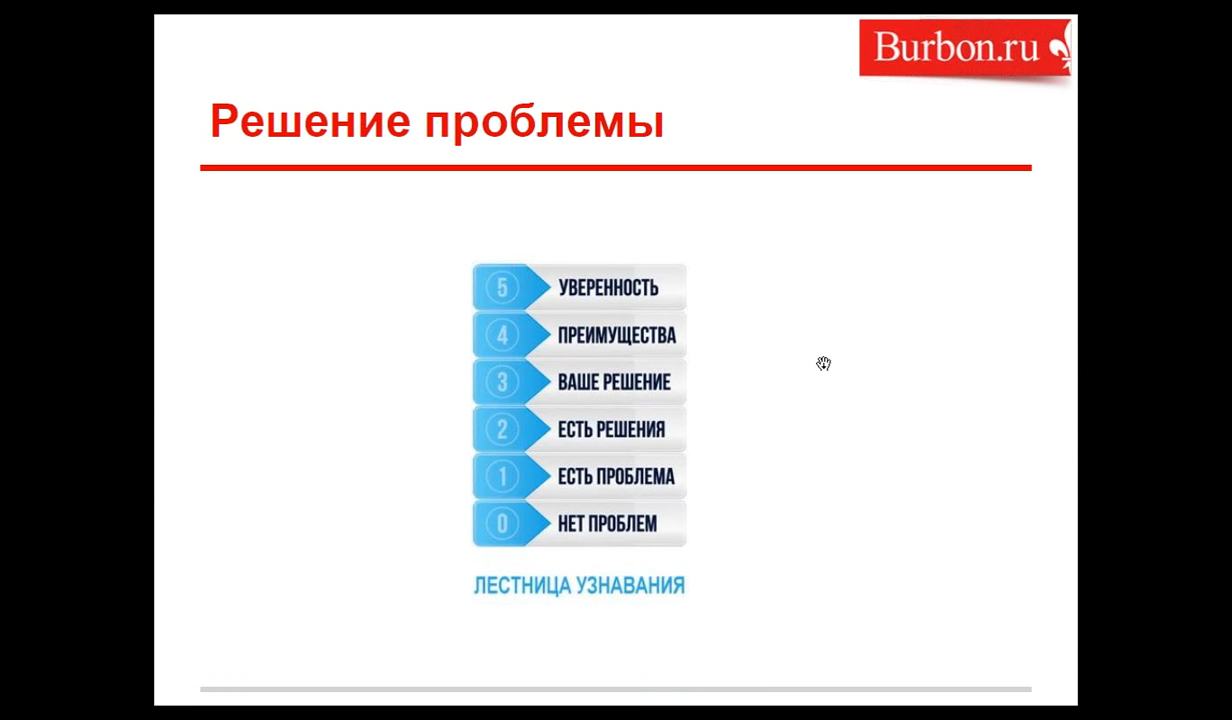 Burbon.ru
Решение проблемы
5 УВЕРЕННОСТЬ
4 ПРЕИМУЩЕСТВА
3 ВАШЕ РЕШЕНИЕ
2 ЕСТЬ РЕШЕНИЯ
1 ЕСТЬ ПРОБЛЕМА
0 НЕТ ПРОБЛЕМ
ЛЕСТНИЦА УЗНАВАНИЯ